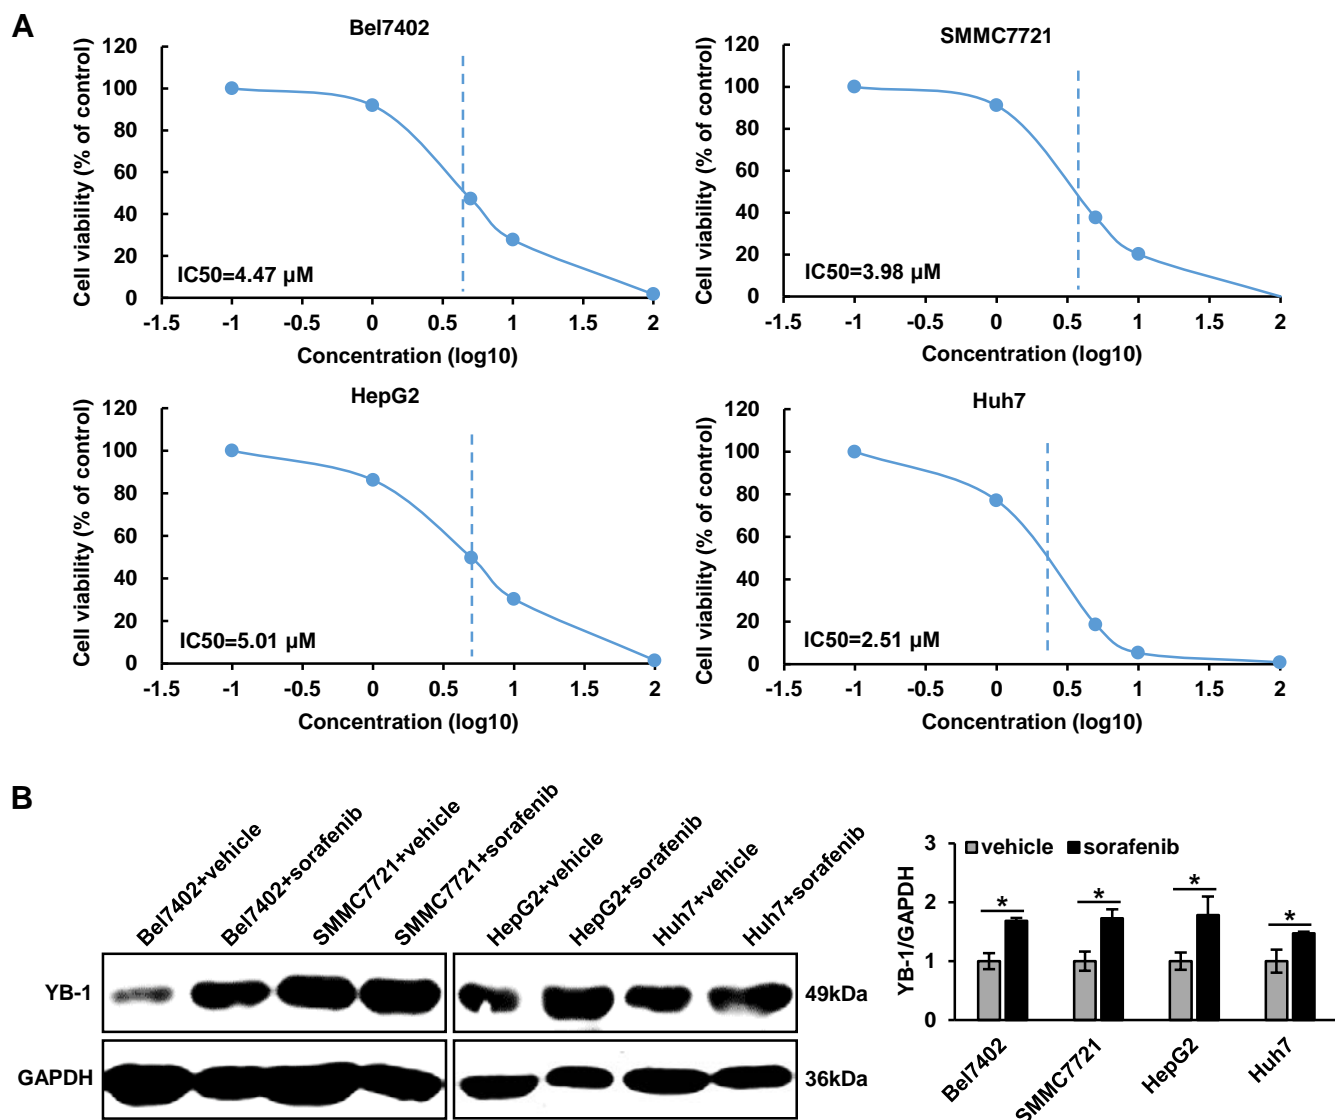 A
Bel7402
Cell viability (% of control)
120
100
80
60
40
20
0
IC50=4.47 µM
-1.5 -1 -0.5 0 0.5 1 1.5 2
Concentration (log10)
SMMC7721
Cell viability (% of control)
120
100
80
60
40
20
0
IC50=3.98 µM
-1.5 -1 -0.5 0 0.5 1 1.5 2
Concentration (log10)
HepG2
Cell viability (% of control)
120
100
80
60
40
20
0
IC50=5.01 µM
-1.5 -1 -0.5 0 0.5 1 1.5 2
Concentration (log10)
Huh7
Cell viability (% of control)
120
100
80
60
40
20
0
IC50=2.51 µM
-1.5 -1 -0.5 0 0.5 1 1.5 2
Concentration (log10)
B
Bel7402+vehicle
Bel7402+sorafenib
SMMC7721+vehicle
SMMC7721+sorafenib
HepG2+vehicle
HepG2+sorafenib
Huh7+vehicle
Huh7+sorafenib
YB-1
49kDa
GAPDH
36kDa
vehicle sorafenib
YB-1/GAPDH
3
2
1
0
* * * *
Bel7402
SMMC7721
HepG2
Huh7